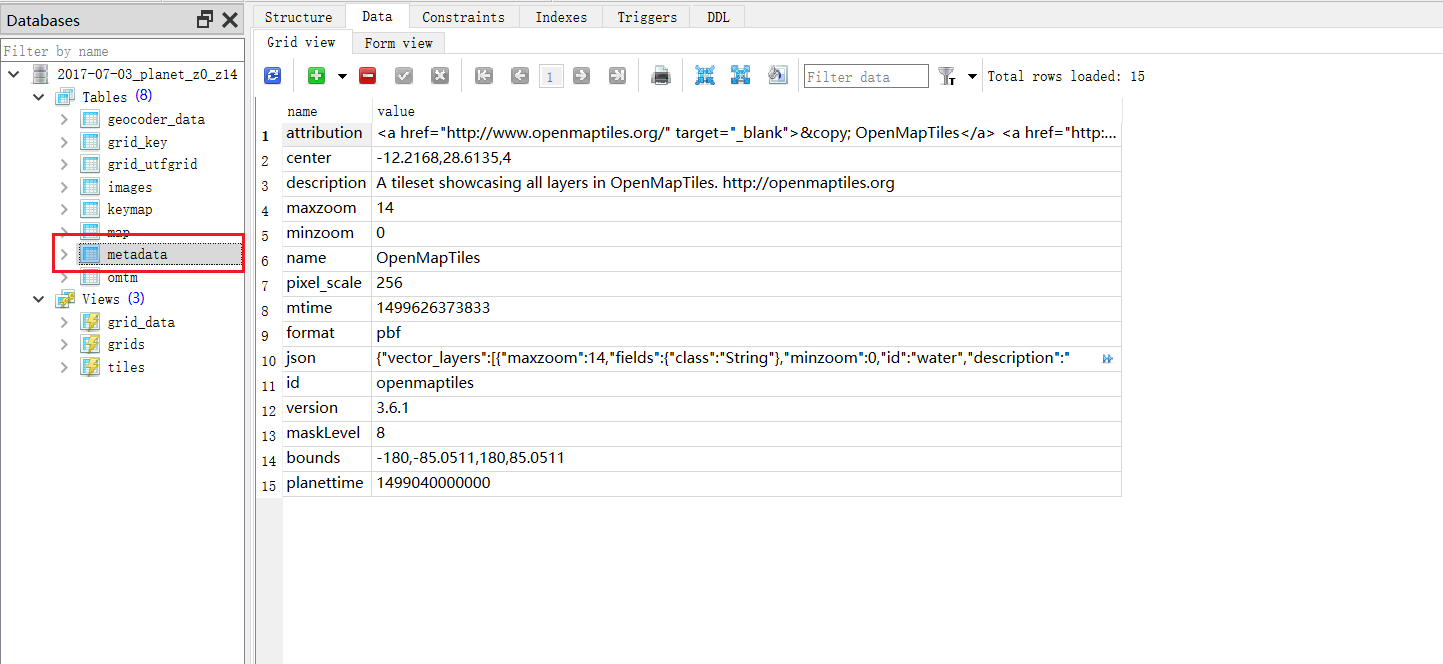 Databases
Filter by name
2017-07-03_planet_z0_z14
Tables (8)
geocoder_data
grid_key
grid_utfgrid
images
keymap
map
metadata
omtm
Views (3)
grid_data
grids
tiles
Structure Data Constraints Indexes Triggers DDL
Grid view Form view
1 Filter data T Total rows loaded: 15
name value
1 attribution <a href="http://www.openmaptiles.org/" target="_blank">&copy; OpenMapTiles</a> <a href="http:...
2 center -12.2168,28.6135,4
3 description A tileset showcasing all layers in OpenMapTiles. http://openmaptiles.org
4 maxzoom 14
5 minzoom 0
6 name OpenMapTiles
7 pixel_scale 256
8 mtime 1499626373833
9 format pbf
10 json {"vector_layers":[{"maxzoom":14,"fields":{"class":"String"},"minzoom":0,"id":"water","description":"
11 id openmaptiles
12 version 3.6.1
13 maskLevel 8
14 bounds -180,-85.0511,180,85.0511
15 planettime 1499040000000